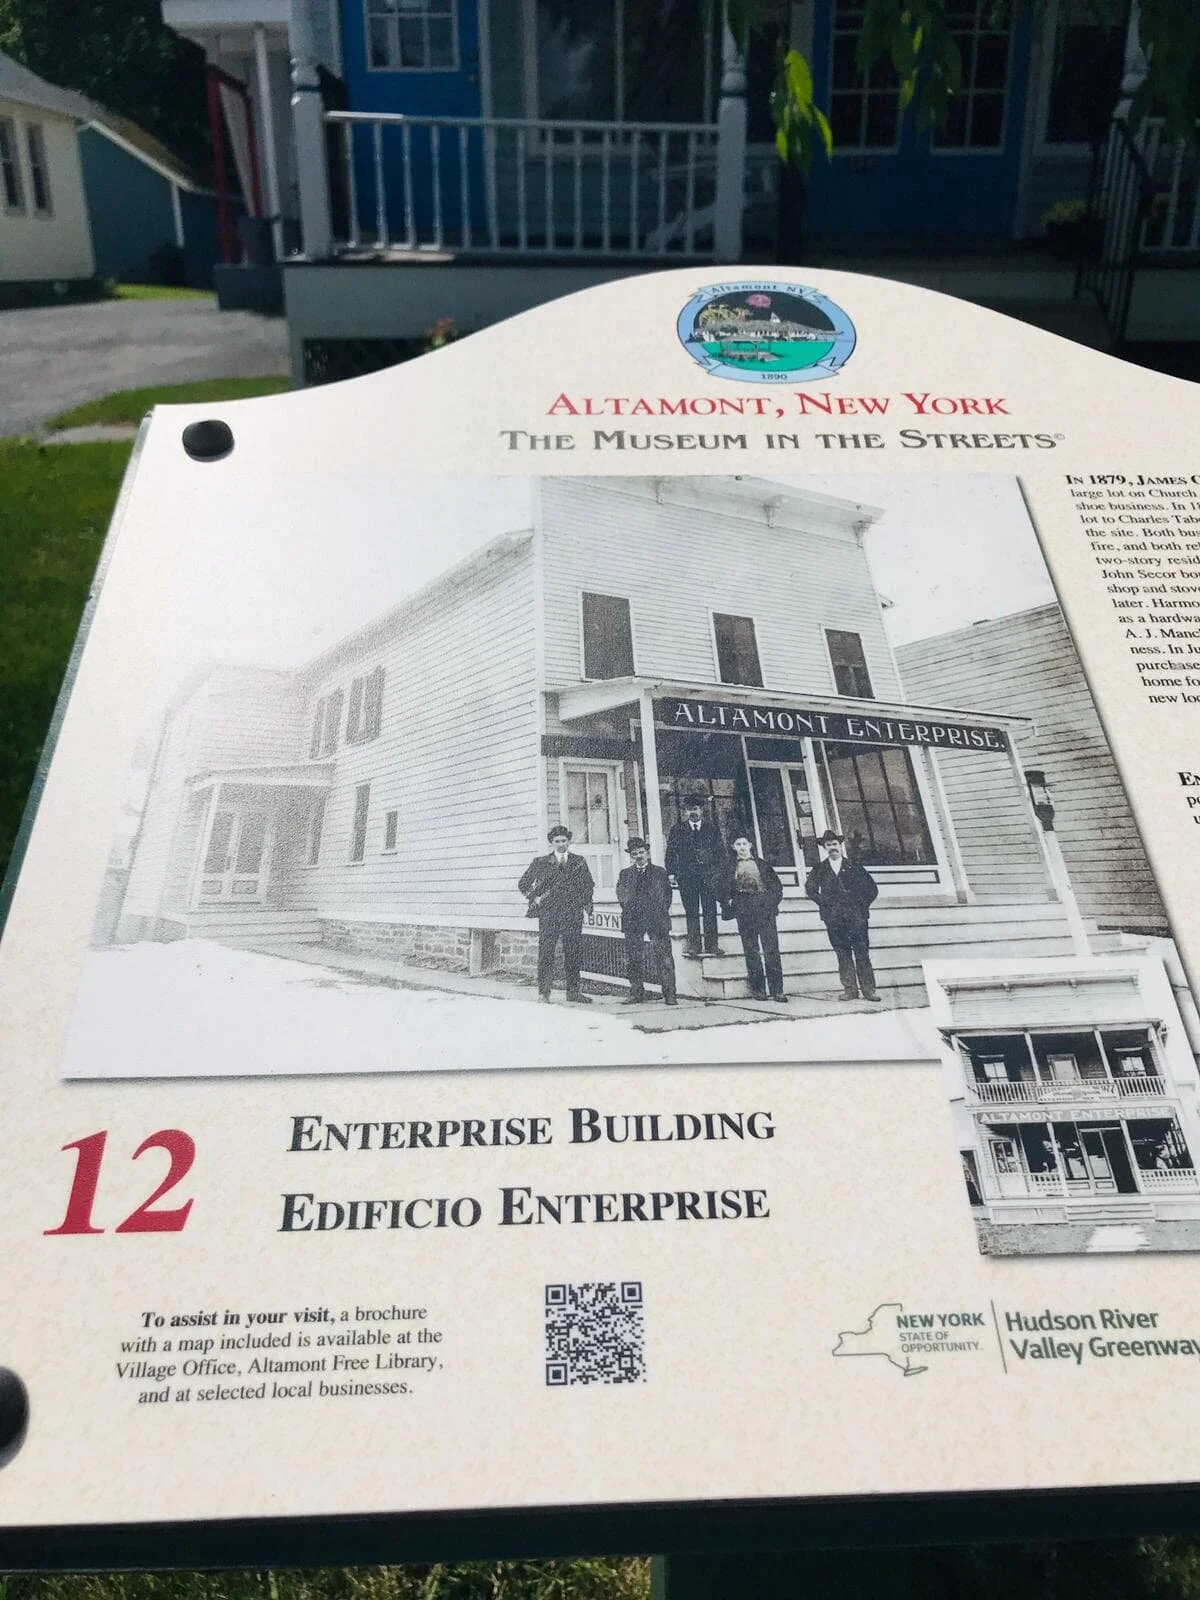 Altamont NY
1890
ALTAMONT, NEW YORK
THE MUSEUM IN THE STREETS©
ALTAMONT ENTERPRISE.
IN 1879, JAMES
large lot on Church
shoe business. In
lot to Charles
the site. Both
fire, and both
two-story
John Secor
shop and
later.
as a
A. J.
ness. In
purchase
home
new
ALTAMONT ENTERPRISE
12
ENTERPRISE BUILDING
EDIFICIO ENTERPRISE
To assist in your visit, a brochure
with a map included is available at the
Village Office, Altamont Free Library,
and at selected local businesses.
NEW YORK
STATE OF
OPPORTUNITY.
Hudson River
Valley